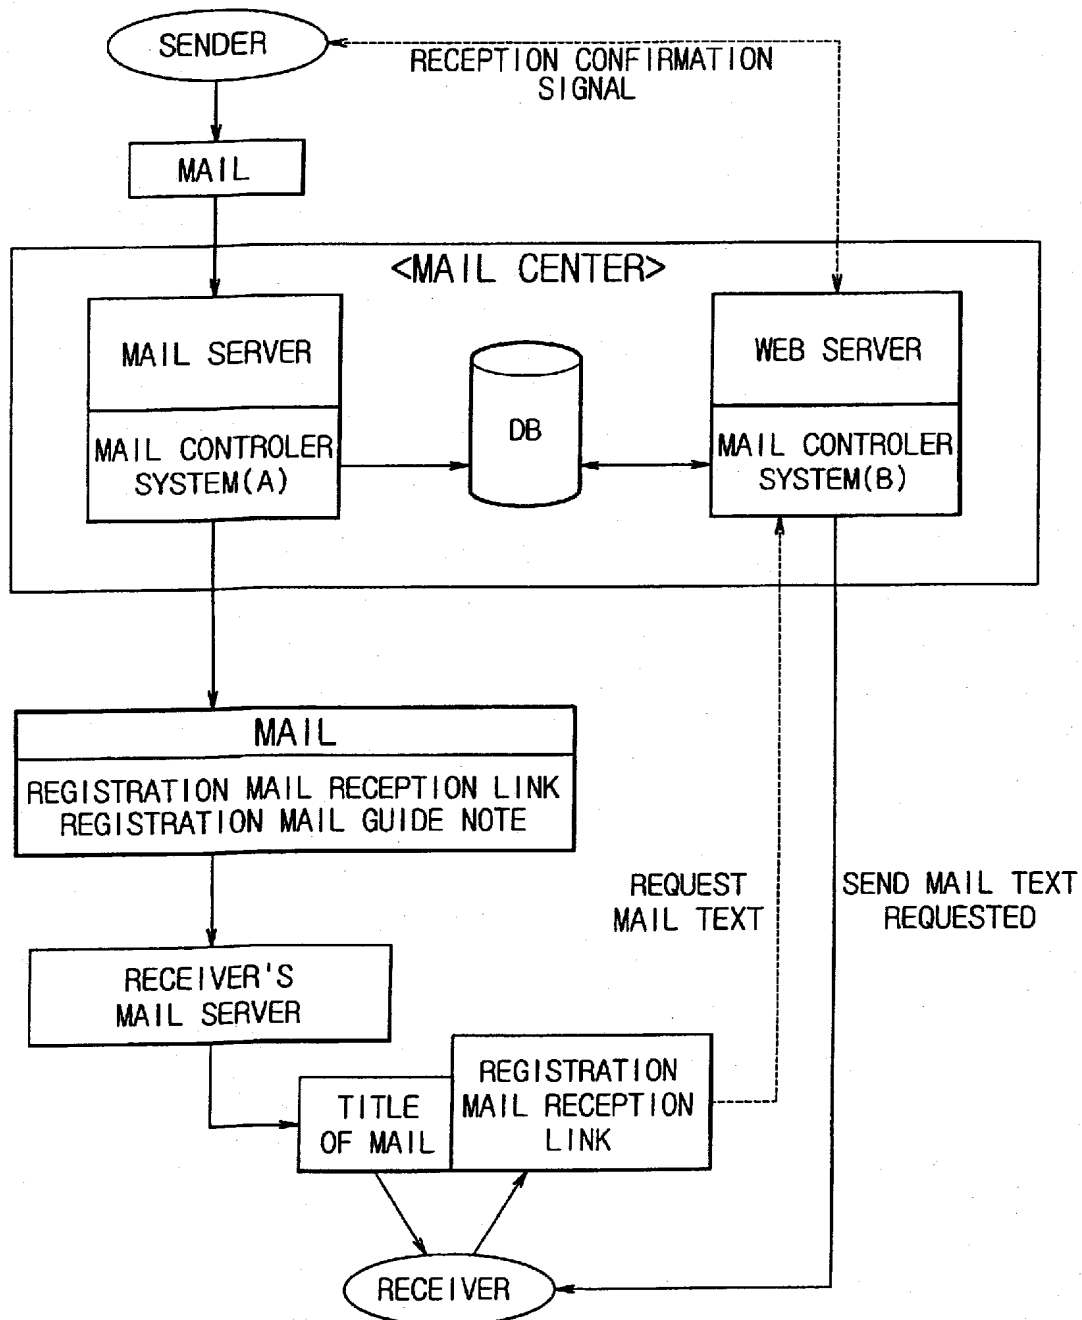 SENDER
RECEPTION CONFIRMATION
SIGNAL
MAIL
<MAIL CENTER>
MAIL SERVER
WEB SERVER
DB
MAIL CONTROLER
SYSTEM(A)
MAIL CONTROLER
SYSTEM(B)
MAIL
REGISTRATION MAIL RECEPTION LINK
REGISTRATION MAIL GUIDE NOTE
REQUEST
MAIL TEXT
SEND MAIL TEXT
REQUESTED
RECEIVER'S
MAIL SERVER
TITLE
OF MAIL
REGISTRATION
MAIL RECEPTION
LINK
RECEIVER